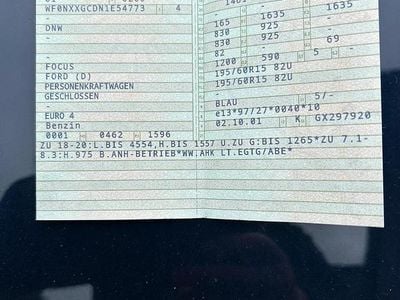 WF0NXXGCDN1E54773 4
-
DNW
-
-
-
FOCUS
FORD (D)
PERSONENKRAFTWAGEN
GESCHLOSSEN
-
EURO 4
Benzin
0001 0462 1596
1635
165 1635
830 925
830 925
82 - 69
1200 590 5 -
195/60R15 82U
195/60R15 82U
-
BLAU 5/-
e13*97/27*0040*10
02.10.01 K GX297920
ZU 18-20:L.BIS 4554,H.BIS 1557 U.ZU G:BIS 1265*ZU 7.1-
8.3:H.975 B.ANH-BETRIEB*WW.AHK LT.EGTG/ABE*